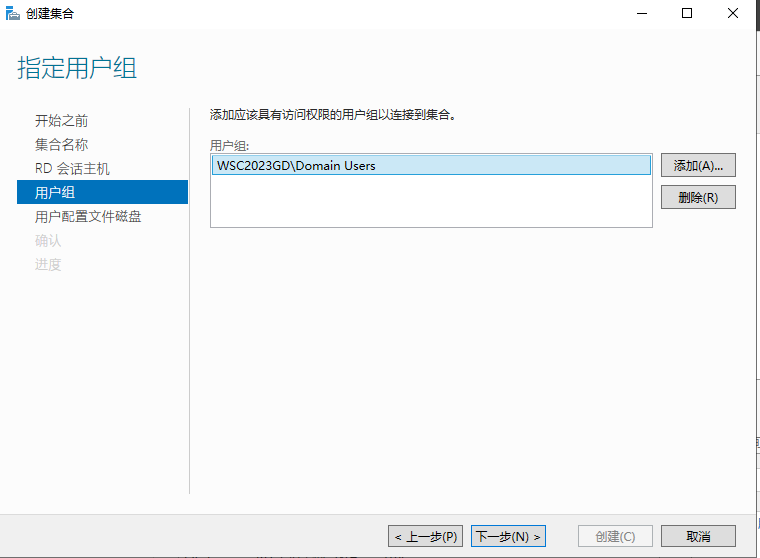 创建集合
指定用户组
开始之前
集合名称
RD 会话主机
用户组
用户配置文件磁盘
确认
进度
添加应该具有访问权限的用户组以连接到集合。
用户组:
WSC2023GD\Domain Users
添加(A)...
删除(R)
< 上一步(P)
下一步(N) >
创建(C)
取消